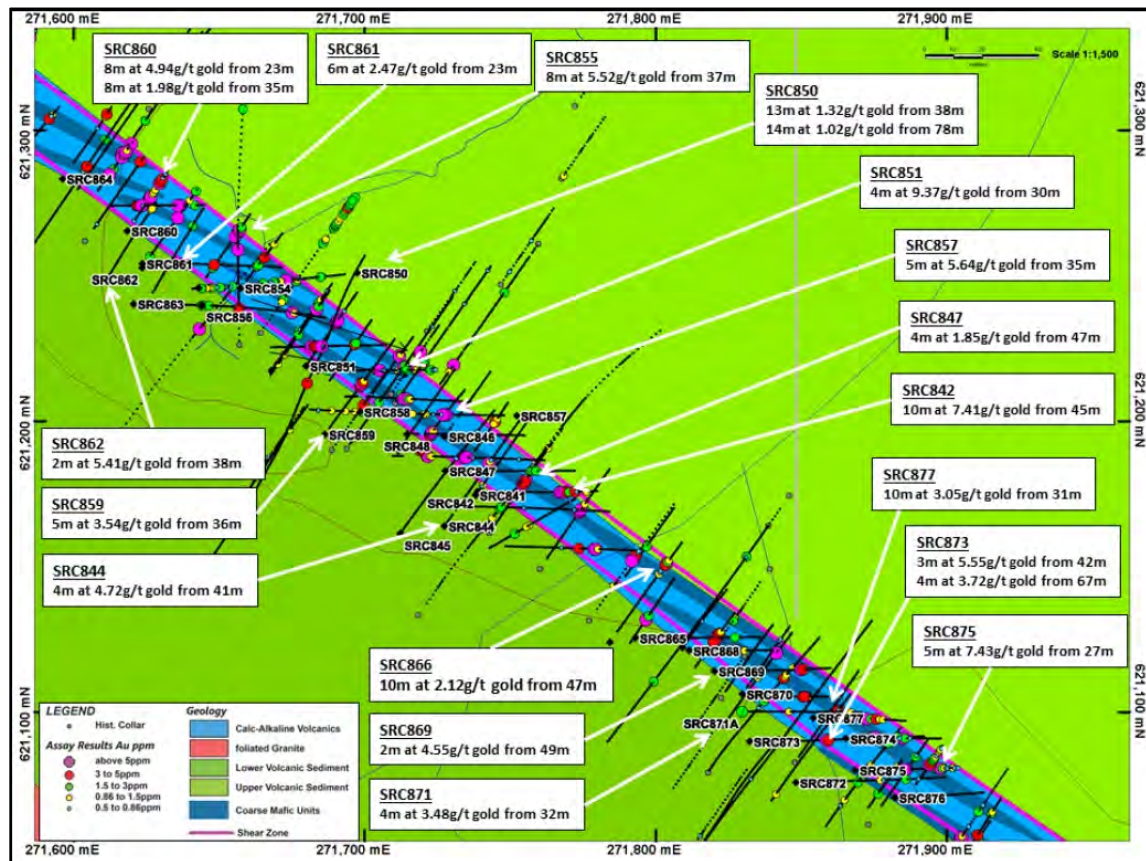 271,600 mE
271,700 mE
271,800 mE
271,900 mE
Scale 1:1,500
SRC860
8m at 4.94g/t gold from 23m
8m at 1.98g/t gold from 35m
SRC861
6m at 2.47g/t gold from 23m
SRC855
8m at 5.52g/t gold from 37m
SRC850
13m at 1.32g/t gold from 38m
14m at 1.02g/t gold from 78m
621,300 mN
621,300 mN
SRC851
4m at 9.37g/t gold from 30m
SRC857
5m at 5.64g/t gold from 35m
SRC847
4m at 1.85g/t gold from 47m
SRC842
10m at 7.41g/t gold from 45m
SRC864
SRC860
SRC861
SRC862
SRC863
SRC854
SRC856
SRC850
SRC851
SRC858
SRC859
SRC857
SRC846
SRC848
SRC847
SRC842
SRC841
SRC844
SRC845
621,200 mN
621,200 mN
SRC862
2m at 5.41g/t gold from 38m
SRC859
5m at 3.54g/t gold from 36m
SRC844
4m at 4.72g/t gold from 41m
SRC877
10m at 3.05g/t gold from 31m
SRC873
3m at 5.55g/t gold from 42m
4m at 3.72g/t gold from 67m
SRC875
5m at 7.43g/t gold from 27m
SRC866
10m at 2.12g/t gold from 47m
SRC869
2m at 4.55g/t gold from 49m
SRC871
4m at 3.48g/t gold from 32m
SRC865
SRC868
SRC869
SRC870
SRC871A
SRC877
SRC873
SRC874
SRC875
SRC872
SRC876
621,100 mN
621,100 mN
LEGEND
Hist. Collar
Assay Results Au ppm
above 5ppm
3 to 5ppm
1.5 to 3ppm
0.86 to 1.5ppm
0.5 to 0.86ppm
Geology
Calc-Alkaline Volcanics
foliated Granite
Lower Volcanic Sediment
Upper Volcanic Sediment
Coarse Mafic Units
Shear Zone
271,600 mE
271,700 mE
271,800 mE
271,900 mE